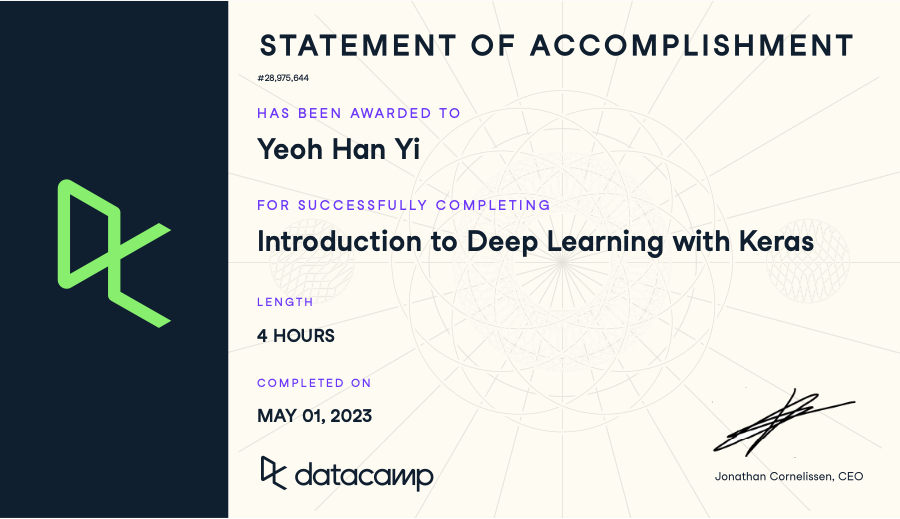 STATEMENT OF ACCOMPLISHMENT
#28,975,644
HAS BEEN AWARDED TO
Yeoh Han Yi
FOR SUCCESSFULLY COMPLETING
Introduction to Deep Learning with Keras
LENGTH
4 HOURS
COMPLETED ON
MAY 01, 2023
datacamp
Jonathan Cornelissen, CEO